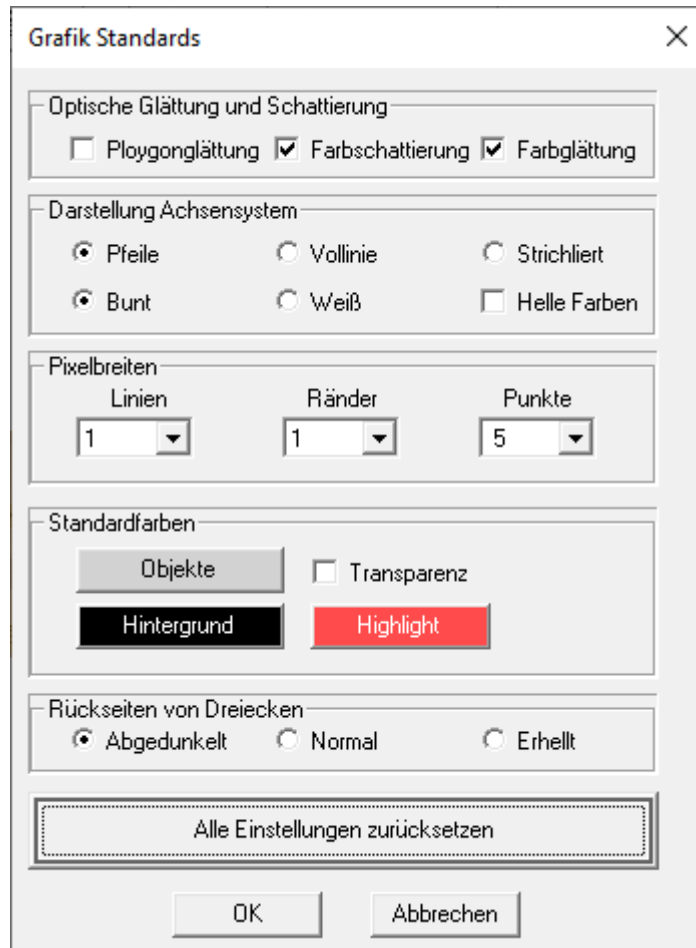 Grafik Standards
Optische Glättung und Schattierung
Ploygonglättung Farbschattierung Farbglättung
Darstellung Achsensystem
Pfeile Vollinie Strichliert
Bunt Weiß Helle Farben
Pixelbreiten
Linien Ränder Punkte
1 1 5
Standardfarben
Objekte Transparenz
Hintergrund Highlight
Rückseiten von Dreiecken
Abgedunkelt Normal Erhellt
Alle Einstellungen zurücksetzen
OK Abbrechen